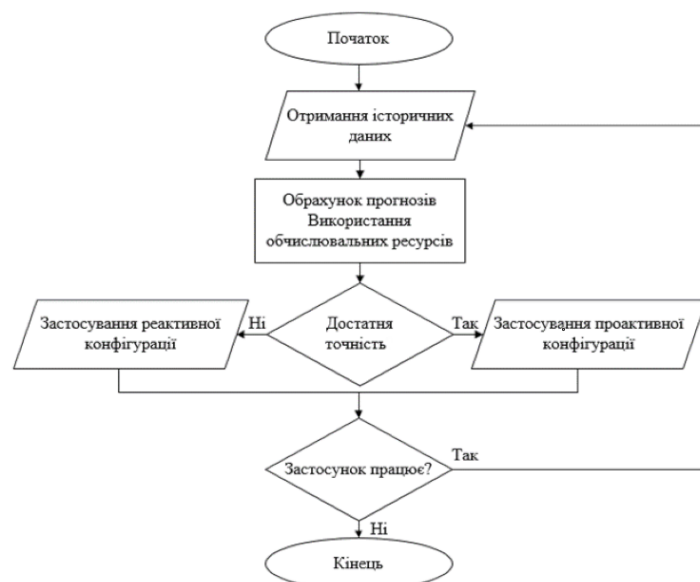 Початок
Отримання історичних
даних
Обрахунок прогнозів
Використання
обчислювальних ресурсів
Застосування реактивної
конфігурації
Ні
Достатня
точність
Так
Застосування проактивної
конфігурації
Застосунок працює?
Так
Ні
Кінець